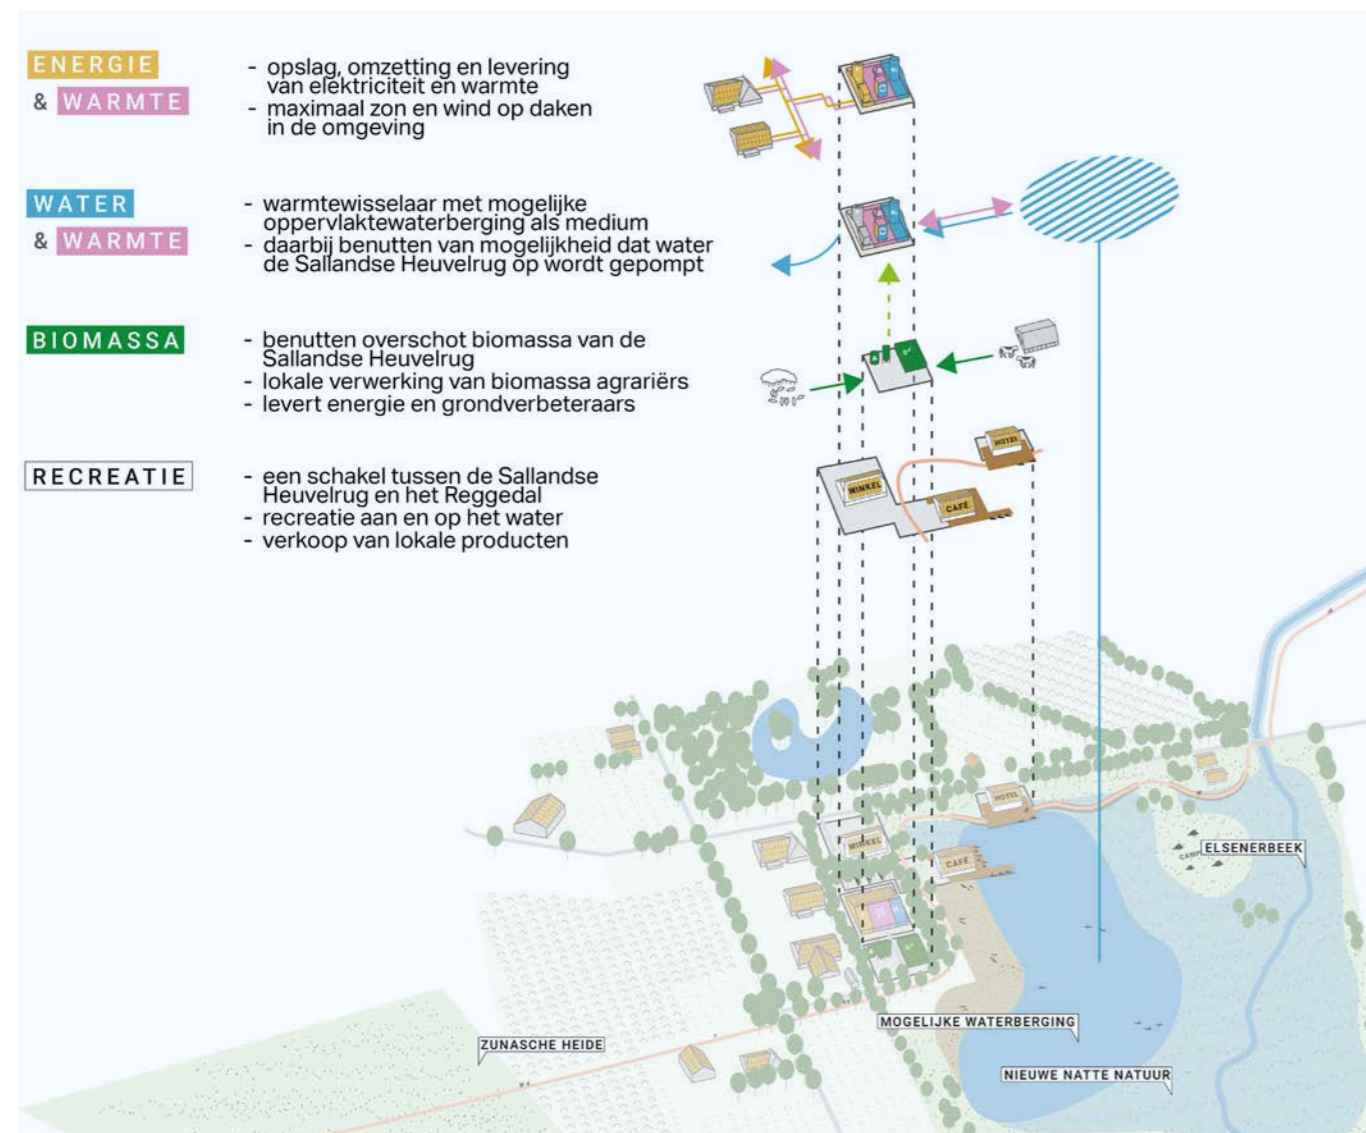 ENERGIE
& WARMTE
- opslag, omzetting en levering
van elektriciteit en warmte
- maximaal zon en wind op daken
in de omgeving
WATER
& WARMTE
- warmtewisselaar met mogelijke
oppervlaktewaterberging als medium
- daarbij benutten van mogelijkheid dat water
de Sallandse Heuvelrug op wordt gepompt
BIOMASSA
- benutten overschot biomassa van de
Sallandse Heuvelrug
- lokale verwerking van biomassa agrariërs
- levert energie en grondverbeteraars
RECREATIE
- een schakel tussen de Sallandse
Heuvelrug en het Reggedal
- recreatie aan en op het water
- verkoop van lokale producten
HOTEL
WINKEL
CAFÉ
HOTEL
WINKEL
CAFÉ
ELSENERBEEK
MOGELIJKE WATERBERGING
ZUNASCHE HEIDE
NIEUWE NATTE NATUUR